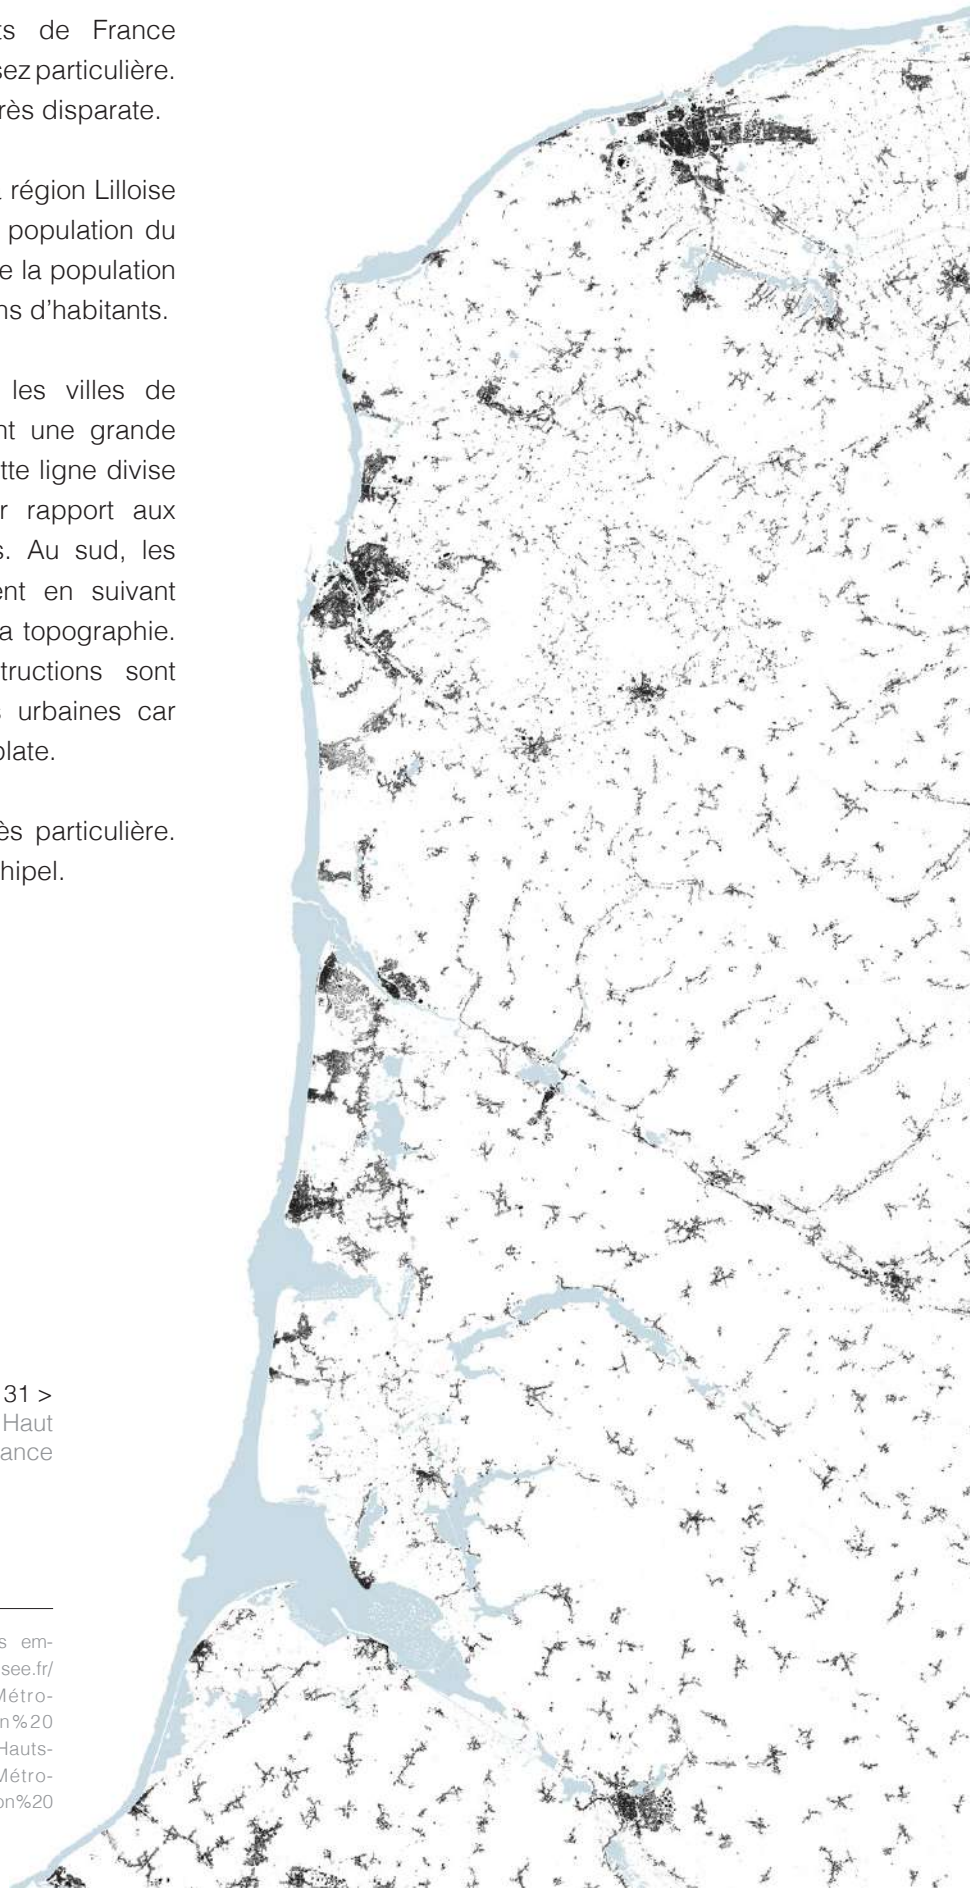 ts de France
sez particulière.
rès disparate.
région Lilloise
population du
e la population
ns d'habitants.
les villes de
nt une grande
tte ligne divise
r rapport aux
s. Au sud, les
ent en suivant
a topographie.
tructions sont
s urbaines car
plate.
ès particulière.
hipel.
31 >
Haut
ance
s em-
see.fr/
Métro-
n%20
Hauts-
Métro-
on%20